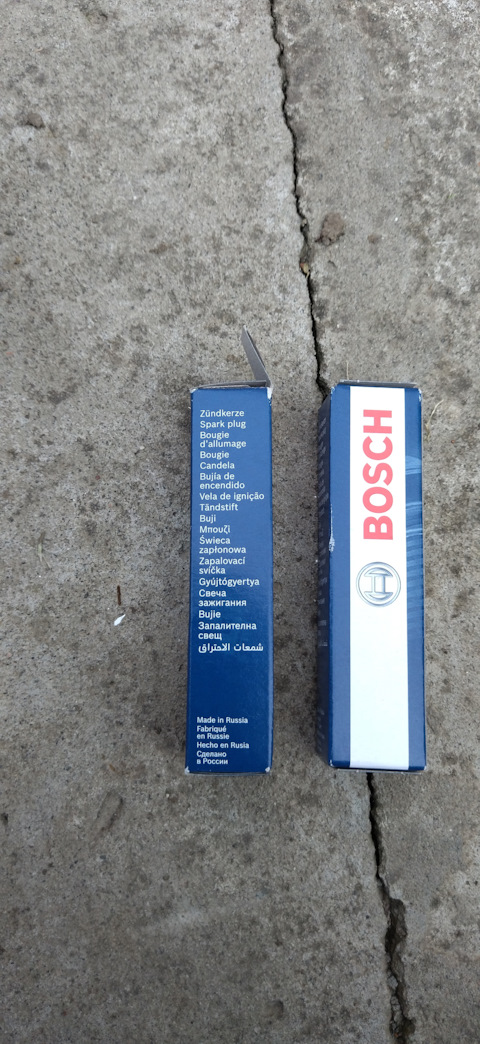 Zündkerze
Spark plug
Bougie
d'allumage
Bougie
Candela
Bujía de
encendido
Vela de ignição
Tändstift
Buji
Μπουζί
Świeca
zapłonowa
Zapalovací
svíčka
Gyújtógyertya
Свеча
зажигания
Bujie
Запалителна
свещ
شمعات الاحتراق
Made in Russia
Fabriqué
en Russie
Hecho en Rusia
Сделано
в России
BOSCH